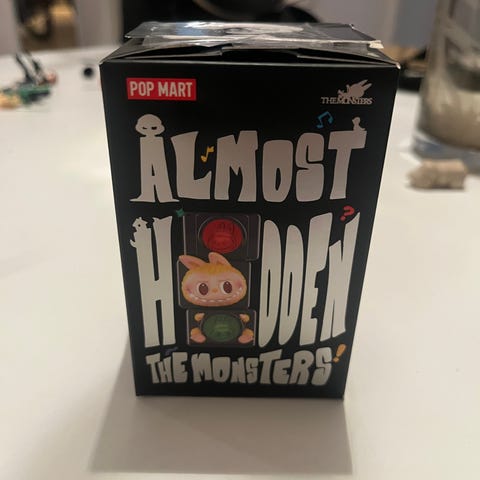 POP MART
THE MONSTERS
ALMOST
HIDDEN
THE MONSTERS!